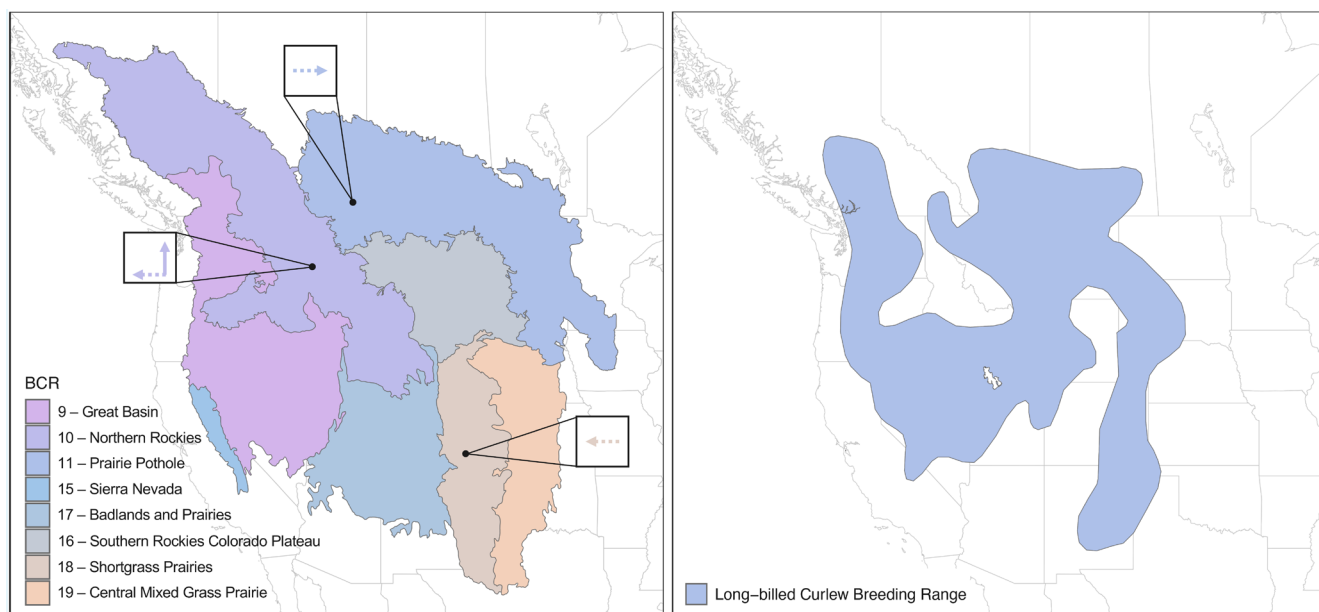 BCR
9 – Great Basin
10 – Northern Rockies
11 – Prairie Pothole
15 – Sierra Nevada
17 – Badlands and Prairies
16 – Southern Rockies Colorado Plateau
18 – Shortgrass Prairies
19 – Central Mixed Grass Prairie
Long–billed Curlew Breeding Range